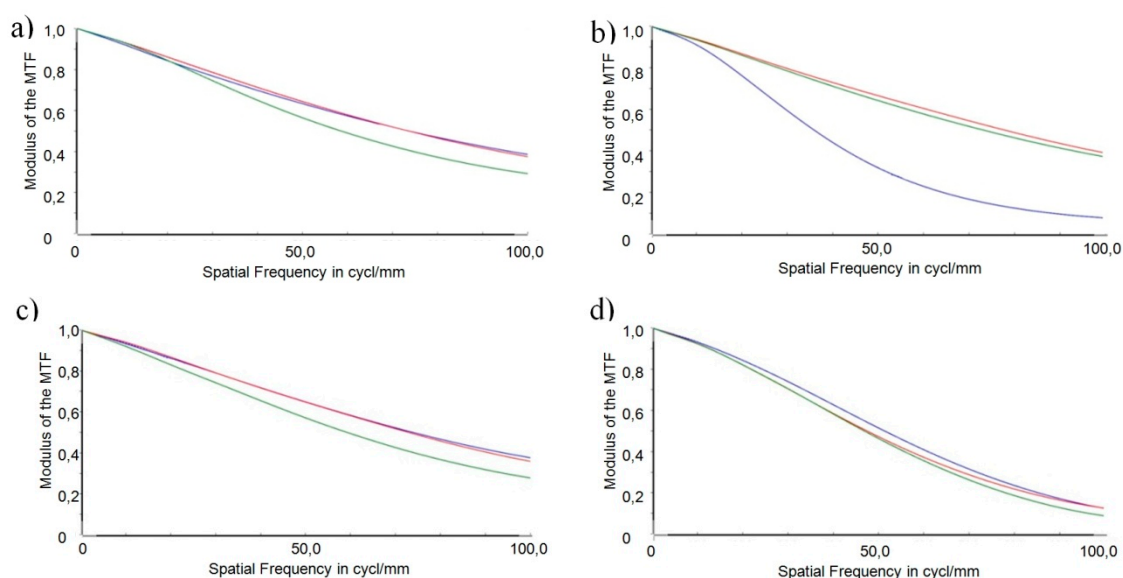 a)
Modulus of the MTF
1,0
0,8
0,6
0,4
0,2
0
0 50,0 100,0
Spatial Frequency in cycl/mm
b)
Modulus of the MTF
1,0
0,8
0,6
0,4
0,2
0
0 50,0 100,0
Spatial Frequency in cycl/mm
c)
Modulus of the MTF
1,0
0,8
0,6
0,4
0,2
0
0 50,0 100,0
Spatial Frequency in cycl/mm
d)
Modulus of the MTF
1,0
0,8
0,6
0,4
0,2
0
0 50,0 100,0
Spatial Frequency in cycl/mm